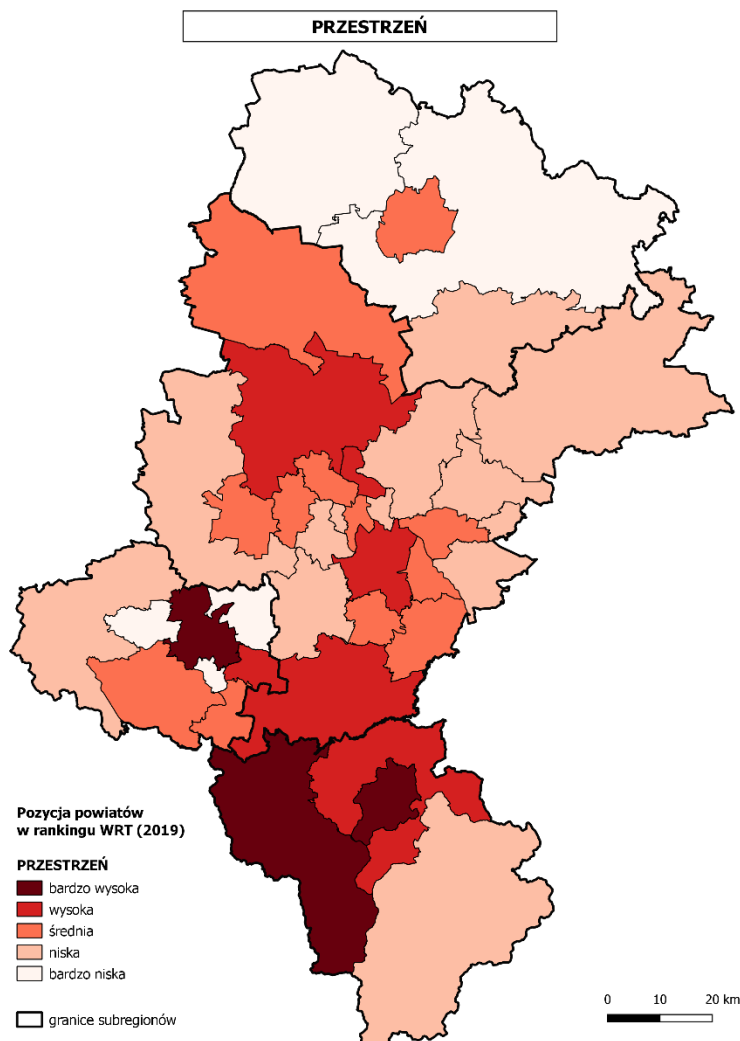 PRZESTRZEŃ
Pozycja powiatów
w rankingu WRT (2019)
PRZESTRZEŃ
bardzo wysoka
wysoka
średnia
niska
bardzo niska
granice subregionów
0 10 20 km